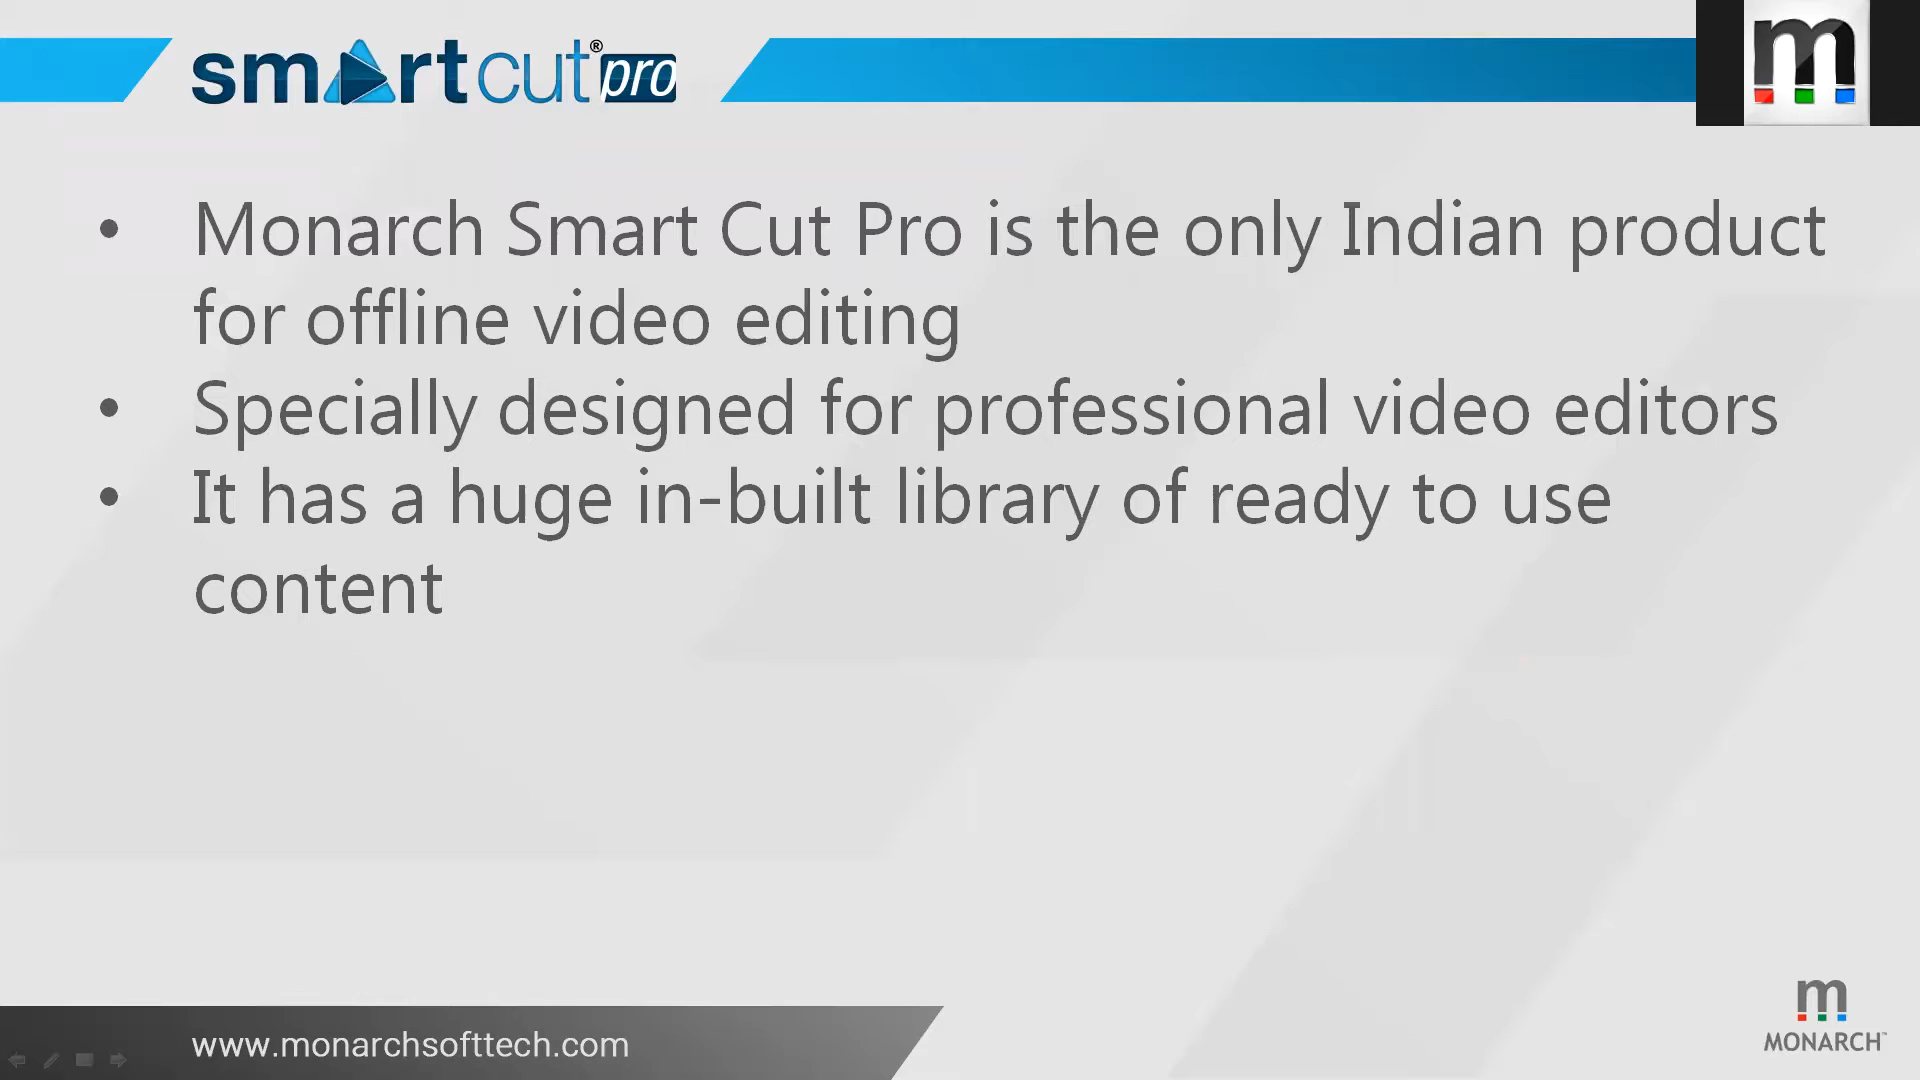 smartcut® pro
m
• Monarch Smart Cut Pro is the only Indian product
for offline video editing
• Specially designed for professional video editors
• It has a huge in-built library of ready to use
content
www.monarchsofttech.com
m
MONARCH™